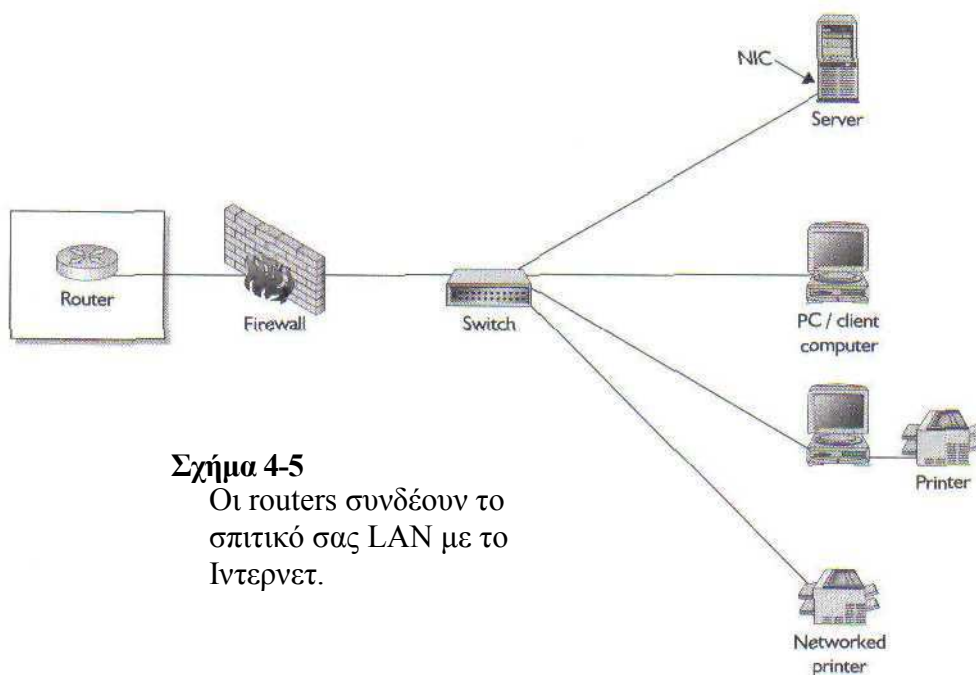 NIC
Server
Router
Firewall
Switch
PC / client
computer
Printer
Networked
printer
Σχήμα 4-5
Οι routers συνδέουν το
σπιτικό σας LAN με το
Ιντερνετ.